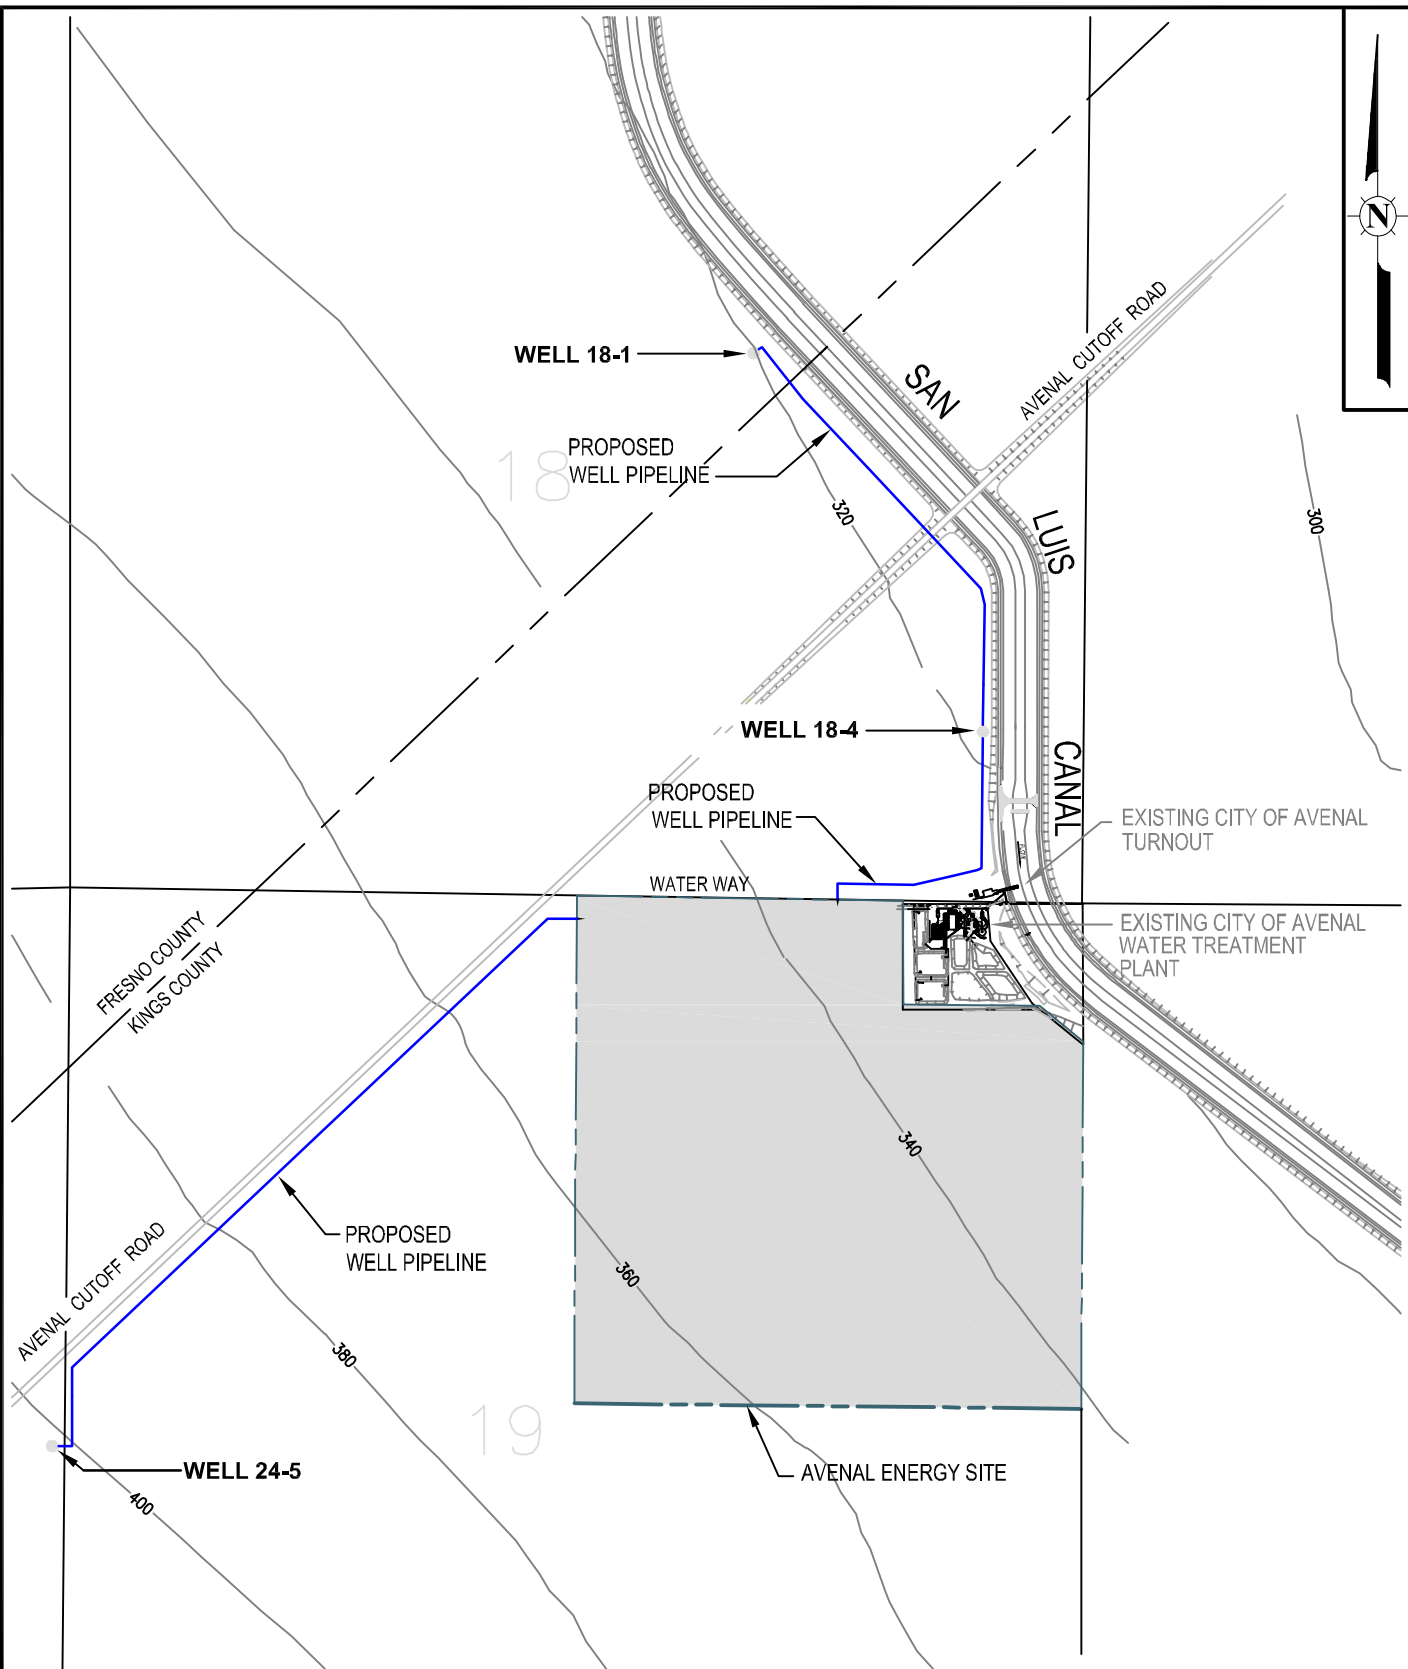 N
SAN
AVENAL CUTOFF ROAD
WELL 18-1
18
PROPOSED
WELL PIPELINE
320
LUIS
300
WELL 18-4
CANAL
PROPOSED
WELL PIPELINE
EXISTING CITY OF AVENAL
TURNOUT
FLOW
WATER WAY
EXISTING CITY OF AVENAL
WATER TREATMENT
PLANT
FRESNO COUNTY
KINGS COUNTY
340
PROPOSED
WELL PIPELINE
360
AVENAL CUTOFF ROAD
380
19
WELL 24-5
AVENAL ENERGY SITE
400